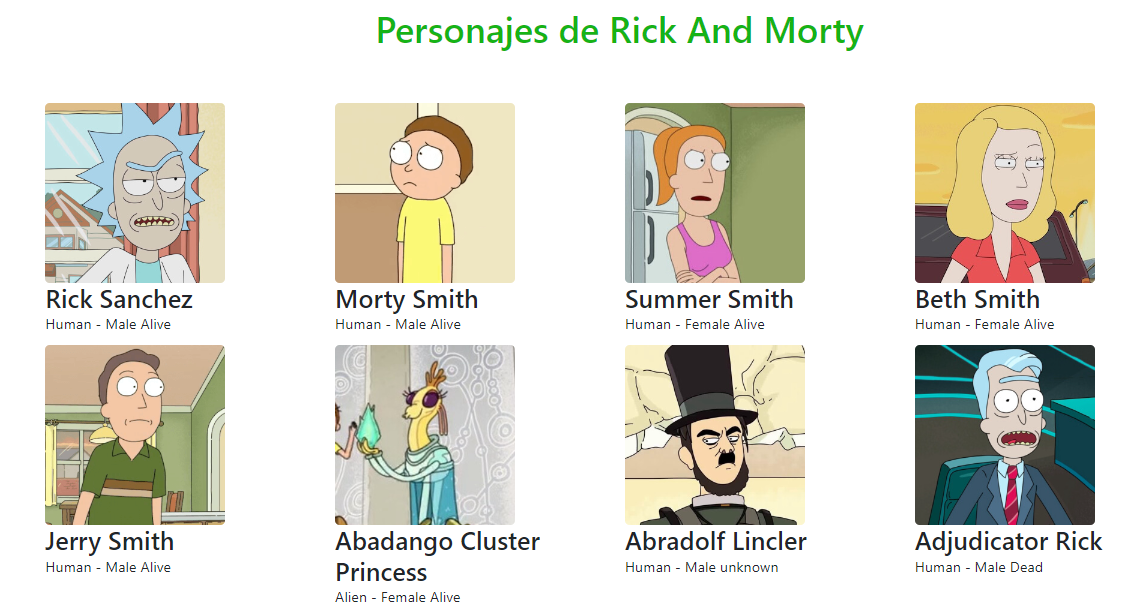 Personajes de Rick And Morty
Rick Sanchez
Human - Male Alive
Morty Smith
Human - Male Alive
Summer Smith
Human - Female Alive
Beth Smith
Human - Female Alive
Jerry Smith
Human - Male Alive
Abadango Cluster
Princess
Alien - Female Alive
Abradolf Lincler
Human - Male unknown
Adjudicator Rick
Human - Male Dead